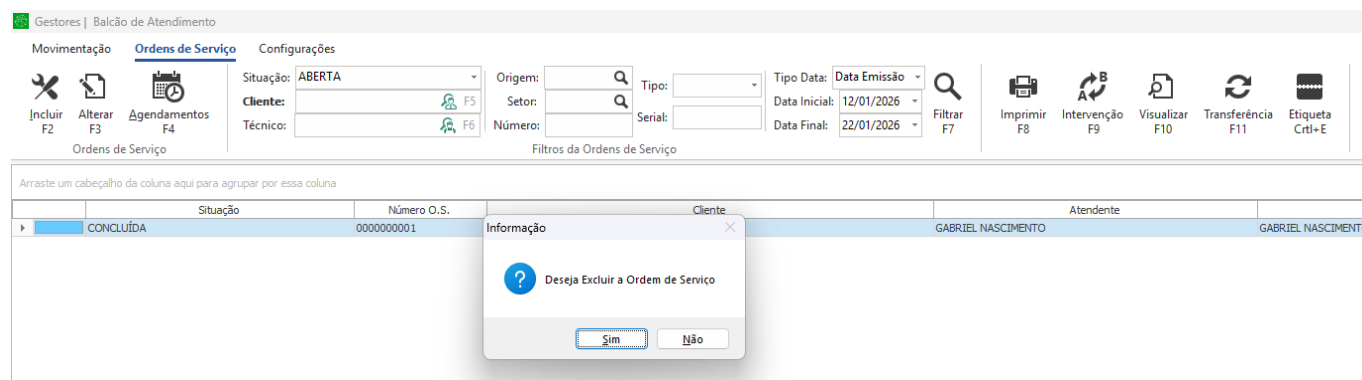 Gestores | Balcão de Atendimento
Movimentação Ordens de Serviço Configurações
Situação: ABERTA Origem: Tipo: Tipo Data: Data Emissão
Cliente: F5 Setor: Data Inicial: 12/01/2026
Técnico: F6 Número: Serial: Data Final: 22/01/2026
Incluir Alterar Agendamentos Filtrar Imprimir Intervenção Visualizar Transferência Etiqueta
F2 F3 F4 F7 F8 F9 F10 F11 Crtl+E
Ordens de Serviço Filtros da Ordens de Serviço
Arraste um cabeçalho da coluna aqui para agrupar por essa coluna
Situação Número O.S. Cliente Atendente
CONCLUÍDA 0000000001 GABRIEL NASCIMENTO GABRIEL NASCIMENT
Informação
Deseja Excluir a Ordem de Serviço
Sim Não